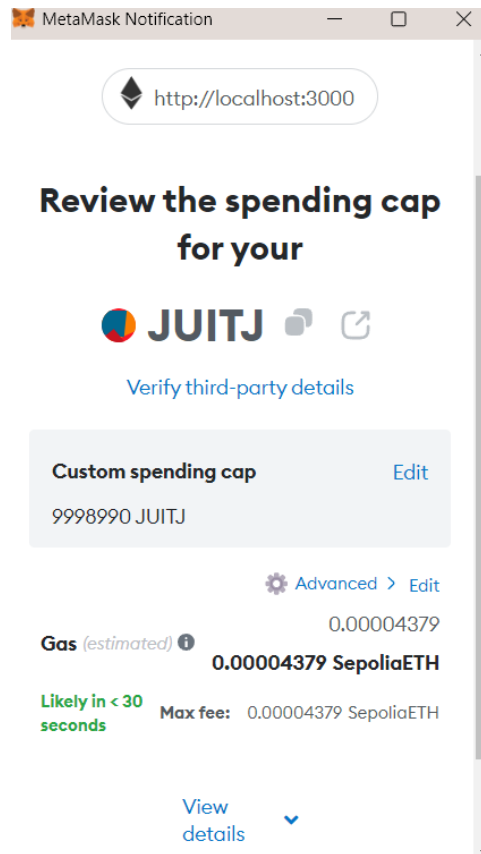 MetaMask Notification
http://localhost:3000
Review the spending cap
for your
JUITJ
Verify third-party details
Custom spending cap Edit
9998990 JUITJ
Advanced > Edit
0.00004379
Gas (estimated)
0.00004379 SepoliaETH
Likely in < 30
seconds
Max fee: 0.00004379 SepoliaETH
View
details